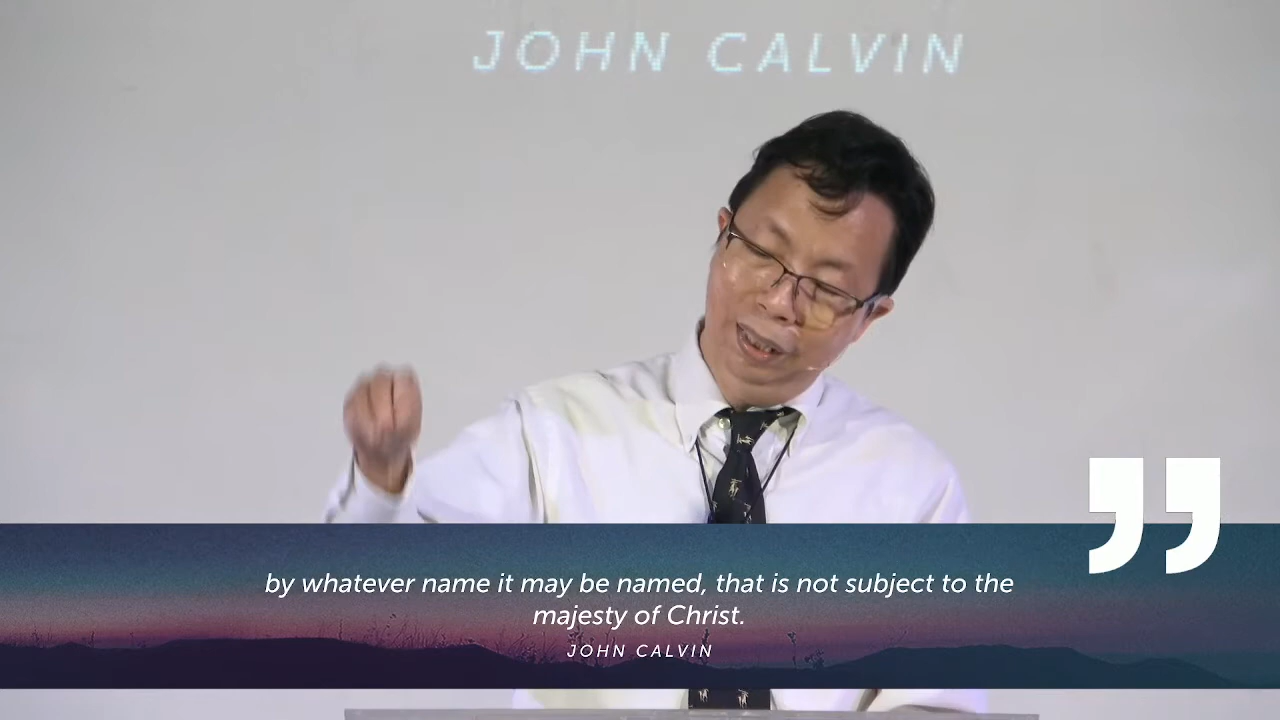 JOHN CALVIN
by whatever name it may be named, that is not subject to the
majesty of Christ.
JOHN CALVIN
”